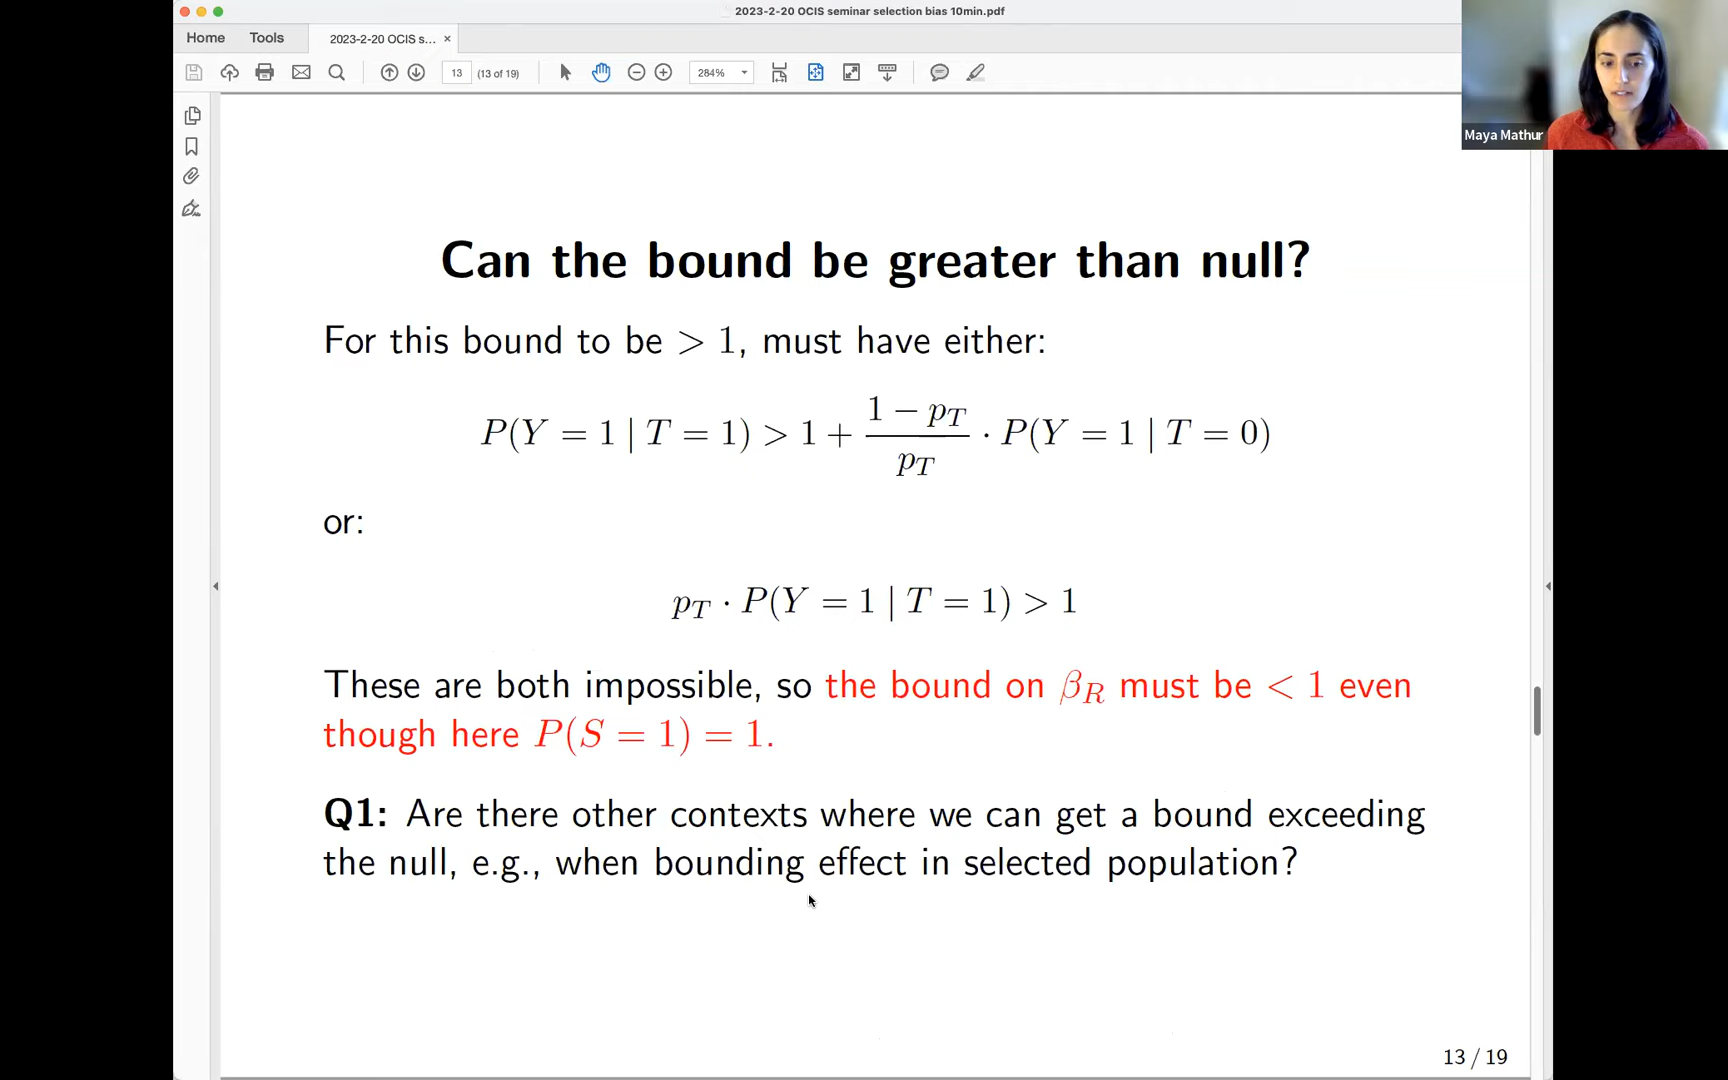 2023-2-20 OCIS seminar selection bias 10min.pdf
Home Tools 2023-2-20 OCIS s... ×
13 (13 of 19) 284%
Maya Mathur
Can the bound be greater than null?
For this bound to be > 1, must have either:
P(Y = 1 | T = 1) > 1 + \frac{1 − p_T}{p_T} · P(Y = 1 | T = 0)
or:
p_T · P(Y = 1 | T = 1) > 1
These are both impossible, so the bound on β_R must be < 1 even
though here P(S = 1) = 1.
Q1: Are there other contexts where we can get a bound exceeding
the null, e.g., when bounding effect in selected population?
13 / 19